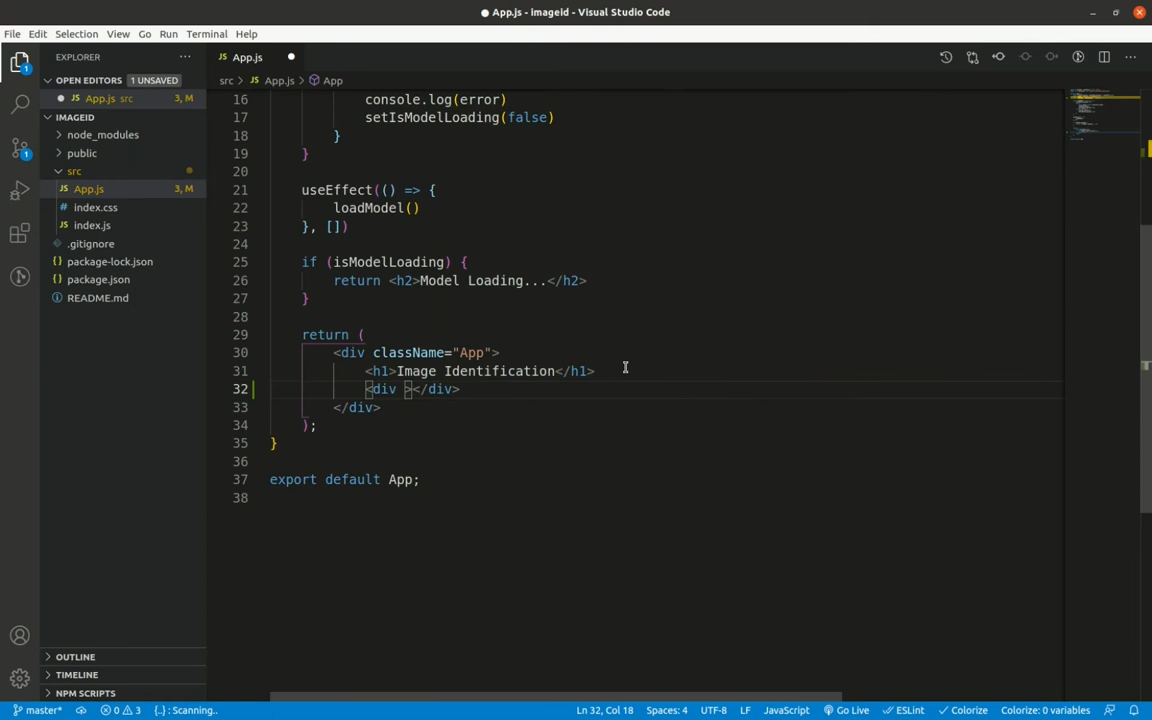 App.js - imageid - Visual Studio Code
File Edit Selection View Go Run Terminal Help
EXPLORER
App.js
OPEN EDITORS 1 UNSAVED
src > App.js > App
App.js src 3, M
IMAGEID
node_modules
public
src
App.js 3, M
index.css
index.js
.gitignore
package-lock.json
package.json
README.md
16 console.log(error)
17 setIsModelLoading(false)
18 }
19 }
20
21 useEffect(() => {
22 loadModel()
23 }, [])
24
25 if (isModelLoading) {
26 return <h2>Model Loading...</h2>
27 }
28
29 return (
30 <div className="App">
31 <h1>Image Identification</h1>
32 <div ></div>
33 </div>
34 );
35 }
36
37 export default App;
38
OUTLINE
TIMELINE
NPM SCRIPTS
1
1
master* 0 3 {..} : Scanning.. Ln 32, Col 18 Spaces: 4 UTF-8 LF JavaScript Go Live ESLint Colorize Colorize: 0 variables